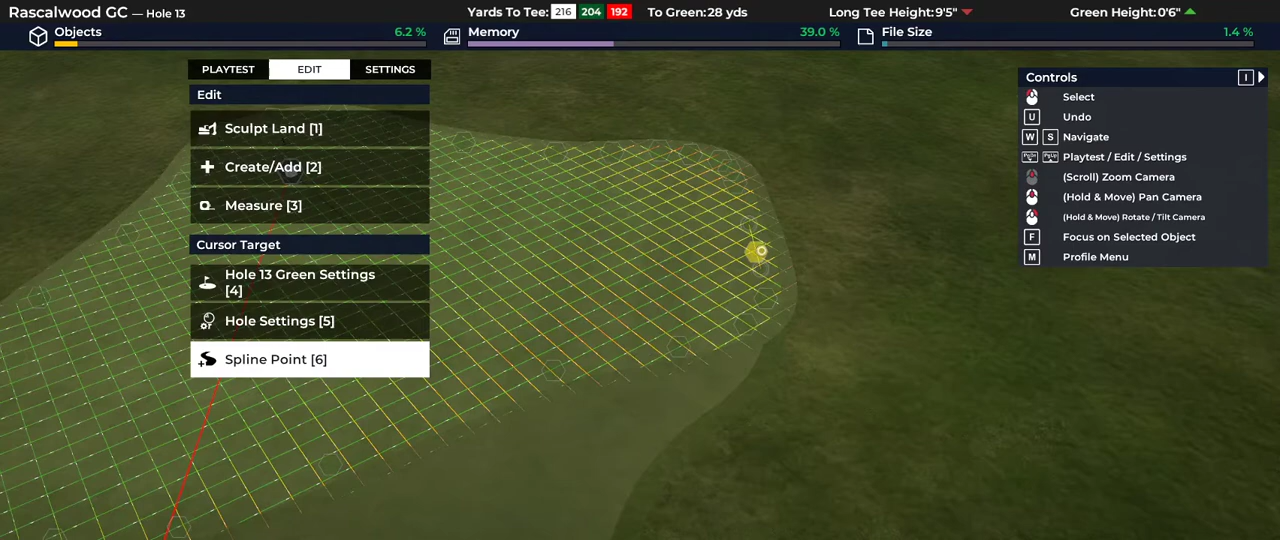 Rascalwood GC — Hole 13
Yards To Tee: 216 204 192 To Green: 28 yds Long Tee Height: 9'5" Green Height: 0'6"
Objects 6.2 % Memory 39.0 % File Size 1.4 %
PLAYTEST EDIT SETTINGS
Edit
Sculpt Land [1]
Create/Add [2]
Measure [3]
Cursor Target
Hole 13 Green Settings
[4]
Hole Settings [5]
Spline Point [6]
Controls I
Select
U Undo
W S Navigate
PgDn PgUp Playtest / Edit / Settings
(Scroll) Zoom Camera
(Hold & Move) Pan Camera
(Hold & Move) Rotate / Tilt Camera
F Focus on Selected Object
M Profile Menu